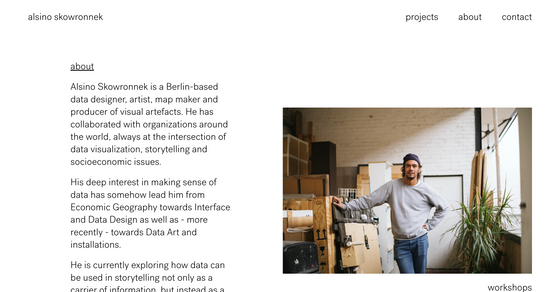 alsino skowronnek
projects about contact
about
Alsino Skowronnek is a Berlin-based
data designer, artist, map maker and
producer of visual artefacts. He has
collaborated with organizations around
the world, always at the intersection of
data visualization, storytelling and
socioeconomic issues.
His deep interest in making sense of
data has somehow lead him from
Economic Geography towards Interface
and Data Design as well as - more
recently - towards Data Art and
installations.
He is currently exploring how data can
be used in storytelling not only as a
carrier of information, but instead as a
workshops